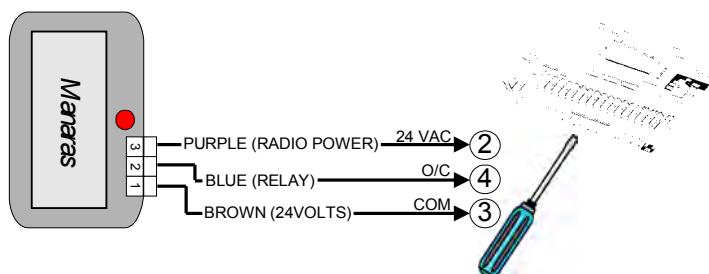 Manaras
3 PURPLE (RADIO POWER) 24 VAC 2
2 BLUE (RELAY) O/C 4
1 BROWN (24VOLTS) COM 3